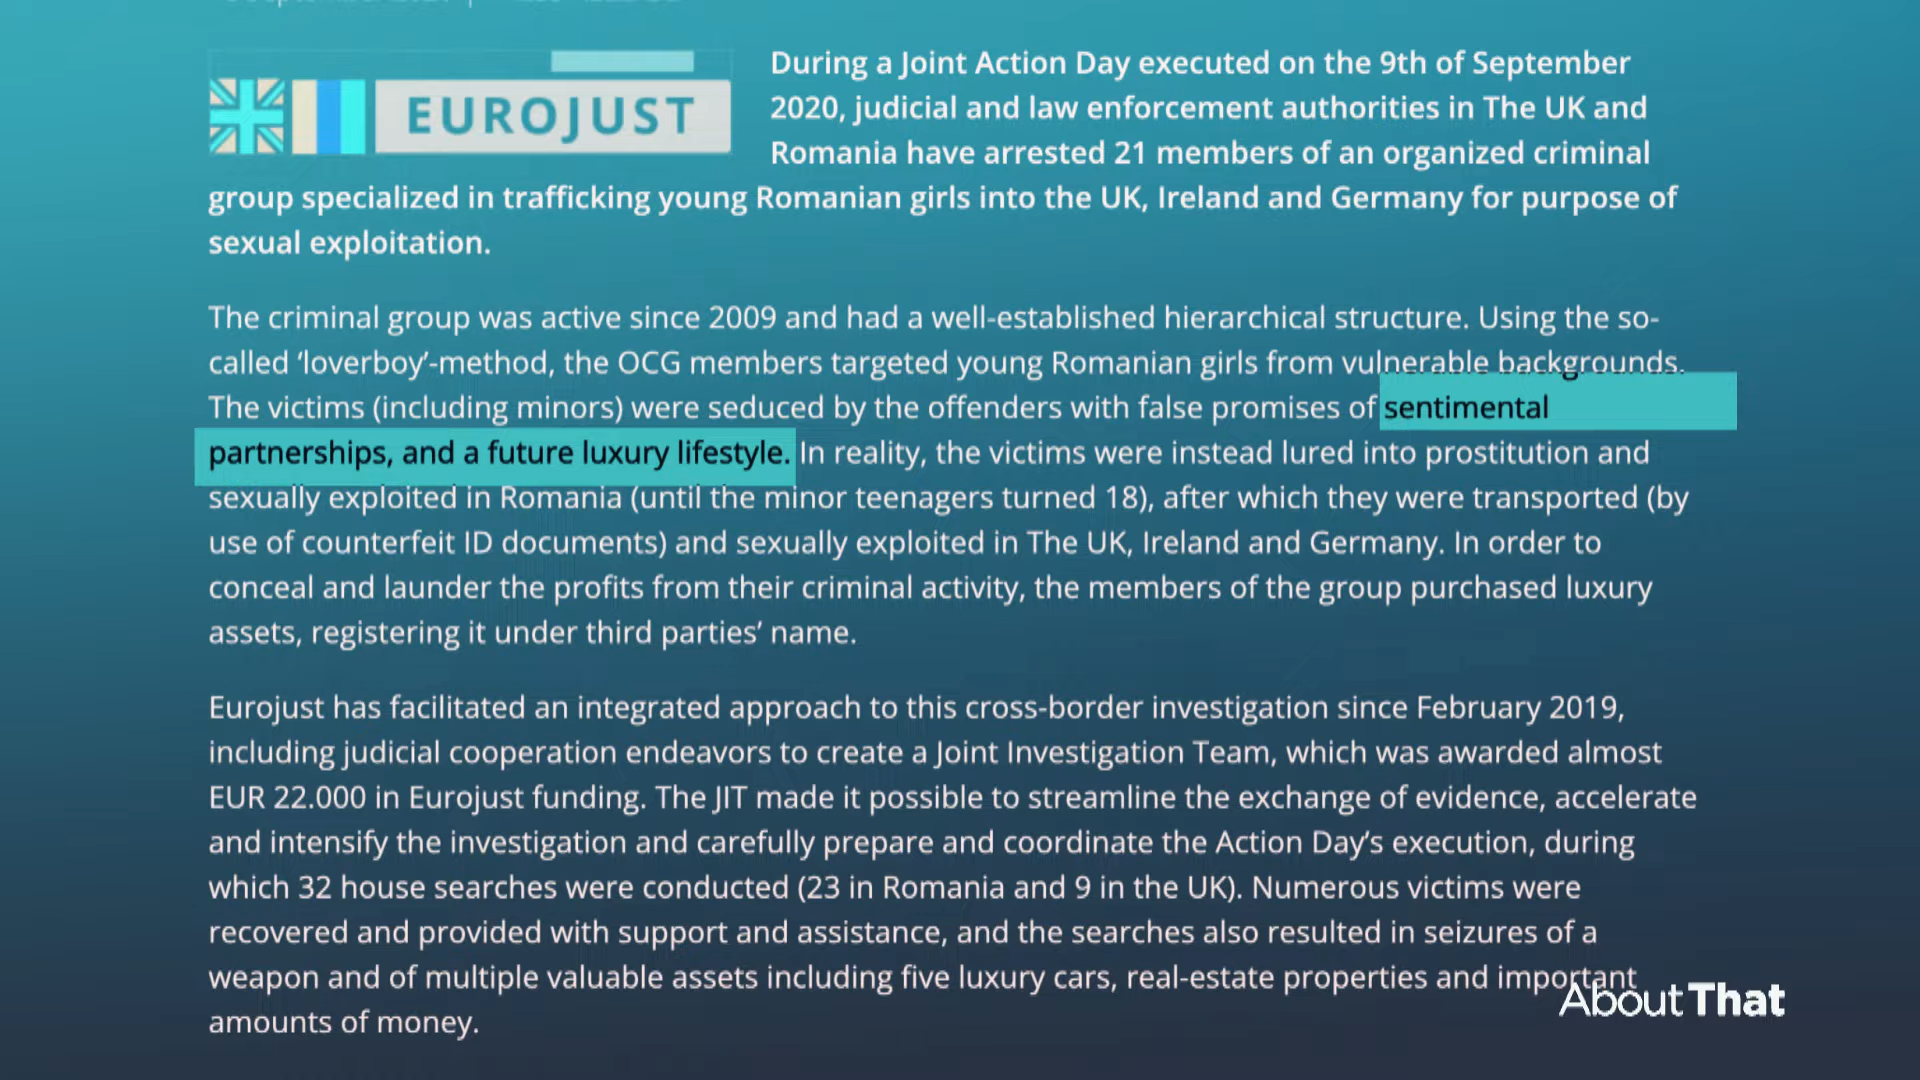 EUROJUST
During a Joint Action Day executed on the 9th of September
2020, judicial and law enforcement authorities in The UK and
Romania have arrested 21 members of an organized criminal
group specialized in trafficking young Romanian girls into the UK, Ireland and Germany for purpose of
sexual exploitation.
The criminal group was active since 2009 and had a well-established hierarchical structure. Using the so-
called ‘loverboy’-method, the OCG members targeted young Romanian girls from vulnerable backgrounds.
The victims (including minors) were seduced by the offenders with false promises of sentimental
partnerships, and a future luxury lifestyle. In reality, the victims were instead lured into prostitution and
sexually exploited in Romania (until the minor teenagers turned 18), after which they were transported (by
use of counterfeit ID documents) and sexually exploited in The UK, Ireland and Germany. In order to
conceal and launder the profits from their criminal activity, the members of the group purchased luxury
assets, registering it under third parties’ name.
Eurojust has facilitated an integrated approach to this cross-border investigation since February 2019,
including judicial cooperation endeavors to create a Joint Investigation Team, which was awarded almost
EUR 22.000 in Eurojust funding. The JIT made it possible to streamline the exchange of evidence, accelerate
and intensify the investigation and carefully prepare and coordinate the Action Day’s execution, during
which 32 house searches were conducted (23 in Romania and 9 in the UK). Numerous victims were
recovered and provided with support and assistance, and the searches also resulted in seizures of a
weapon and of multiple valuable assets including five luxury cars, real-estate properties and important
amounts of money.
About That